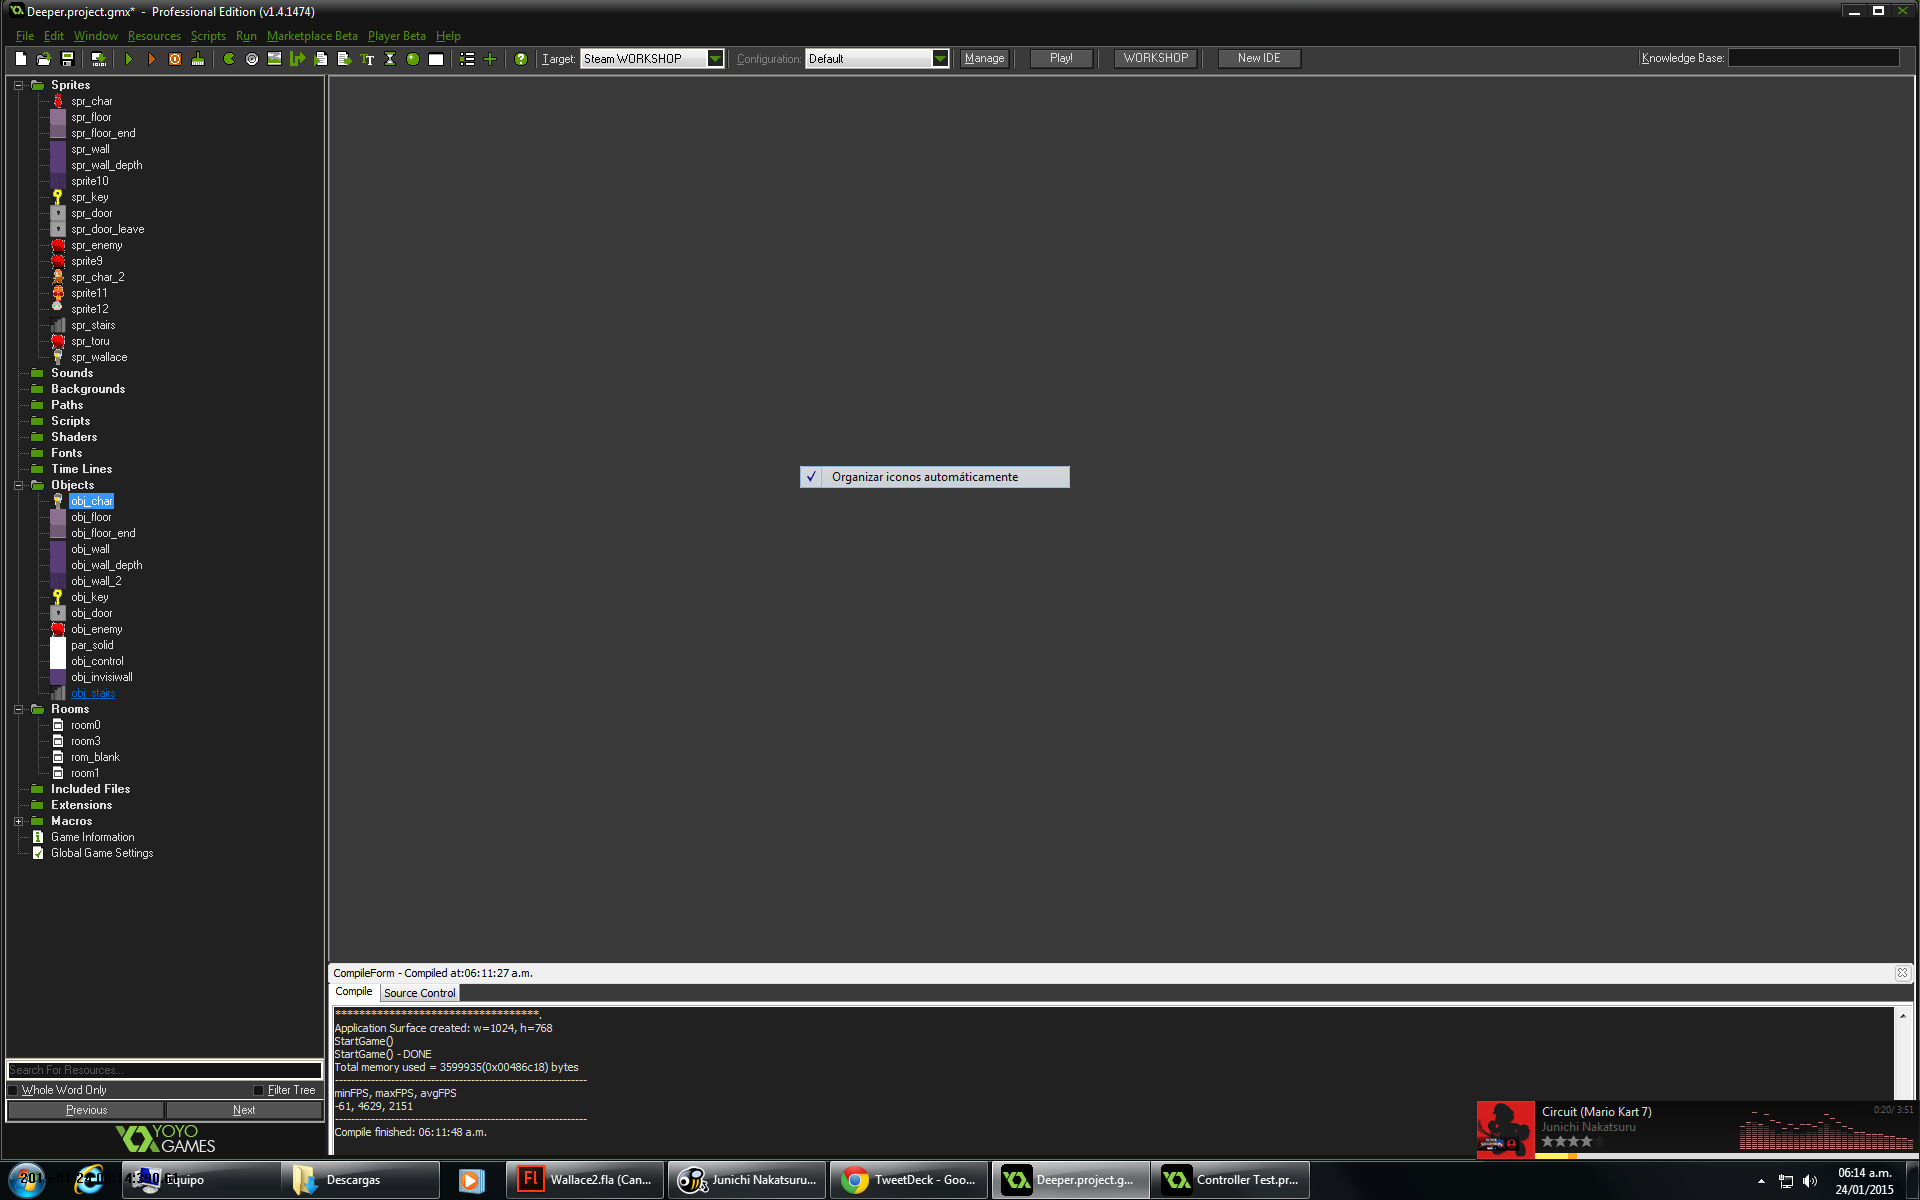 Deeper.project.gmx* - Professional Edition (v1.4.1474)
File Edit Window Resources Scripts Run Marketplace Beta Player Beta Help
Target: Steam WORKSHOP Configuration: Default Manage Play! WORKSHOP New IDE Knowledge Base:
Sprites
spr_char
spr_floor
spr_floor_end
spr_wall
spr_wall_depth
sprite10
spr_key
spr_door
spr_door_leave
spr_enemy
sprite9
spr_char_2
sprite11
sprite12
spr_stairs
spr_toru
spr_wallace
Sounds
Backgrounds
Paths
Scripts
Shaders
Fonts
Time Lines
Objects
obj_char
obj_floor
obj_floor_end
obj_wall
obj_wall_depth
obj_wall_2
obj_key
obj_door
obj_enemy
par_solid
obj_control
obj_invisiwall
obj_stairs
Rooms
room0
room3
rom_blank
room1
Included Files
Extensions
Macros
Game Information
Global Game Settings
Search For Resources...
Whole Word Only Filter Tree
Previous Next
YOYO
GAMES
Organizar iconos automáticamente
CompileForm - Compiled at:06:11:27 a.m.
Compile Source Control
**********************************.
Application Surface created: w=1024, h=768
StartGame()
StartGame() - DONE
Total memory used = 3599935(0x00486c18) bytes
minFPS, maxFPS, avgFPS
-61, 4629, 2151
Compile finished: 06:11:48 a.m.
Circuit (Mario Kart 7) 0:20/ 3:51
Junichi Nakatsuru
Equipo Descargas Wallace2.fla (Can... Junichi Nakatsuru... TweetDeck - Goo... Deeper.project.g... Controller Test.pr...
06:14 a.m.
24/01/2015